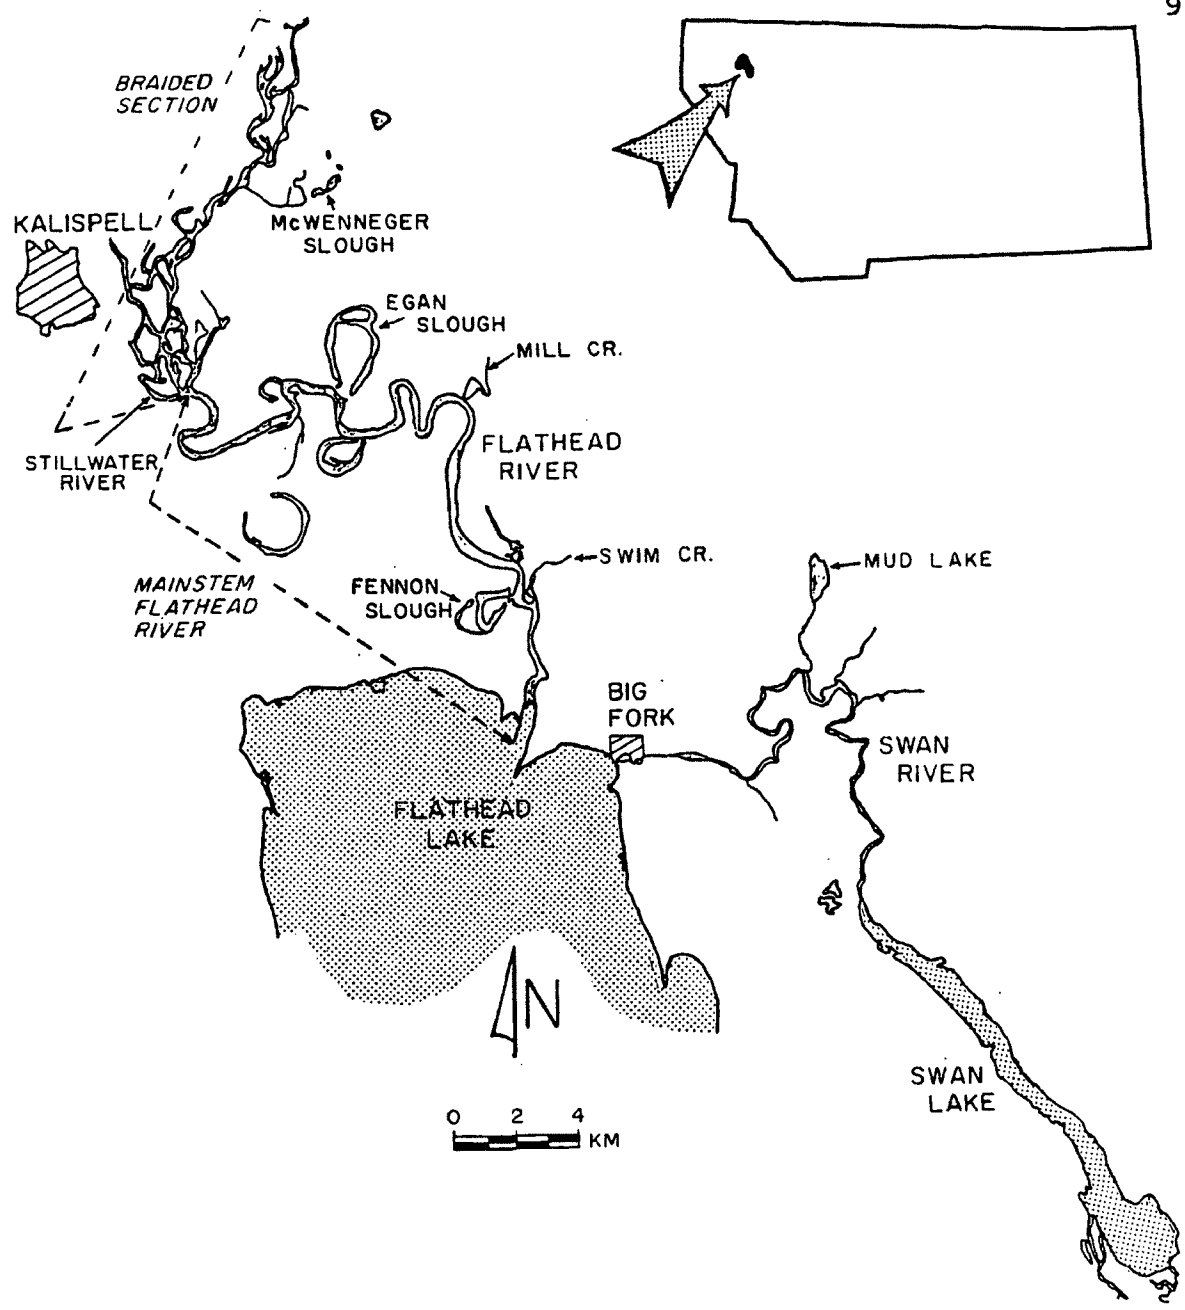 9
BRAIDED
SECTION
KALISPELL
McWENNEGER
SLOUGH
EGAN
SLOUGH
MILL CR.
FLATHEAD
RIVER
STILLWATER
RIVER
SWIM CR.
MUD LAKE
MAINSTEM
FLATHEAD
RIVER
FENNON
SLOUGH
BIG
FORK
SWAN
RIVER
FLATHEAD
LAKE
N
SWAN
LAKE
0 2 4
KM